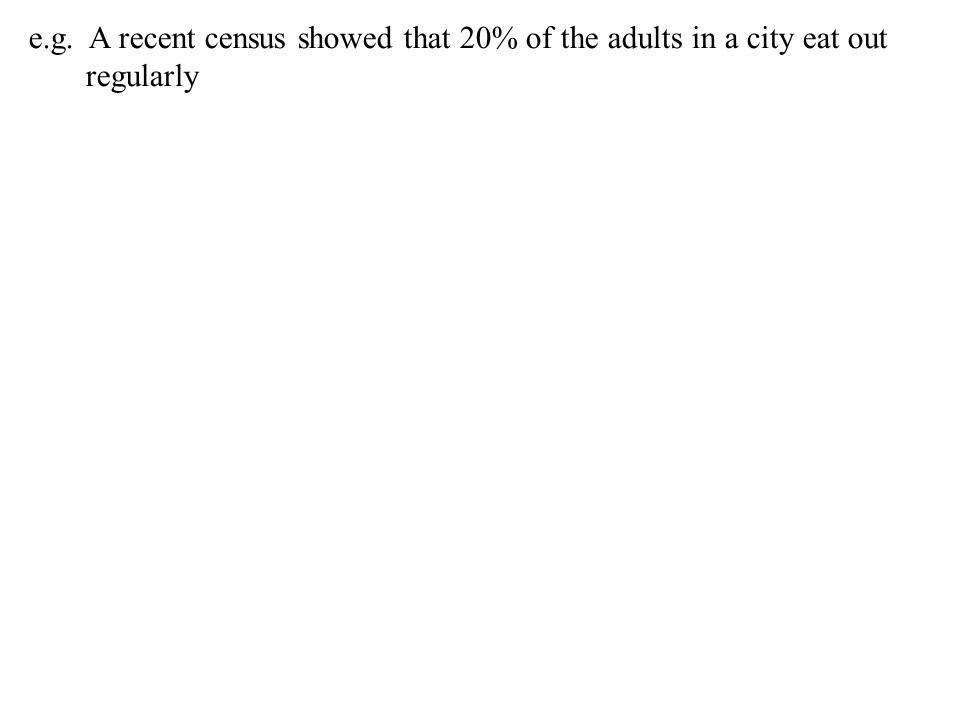 e.g. A recent census showed that 20% of the adults in a city eat out
regularly